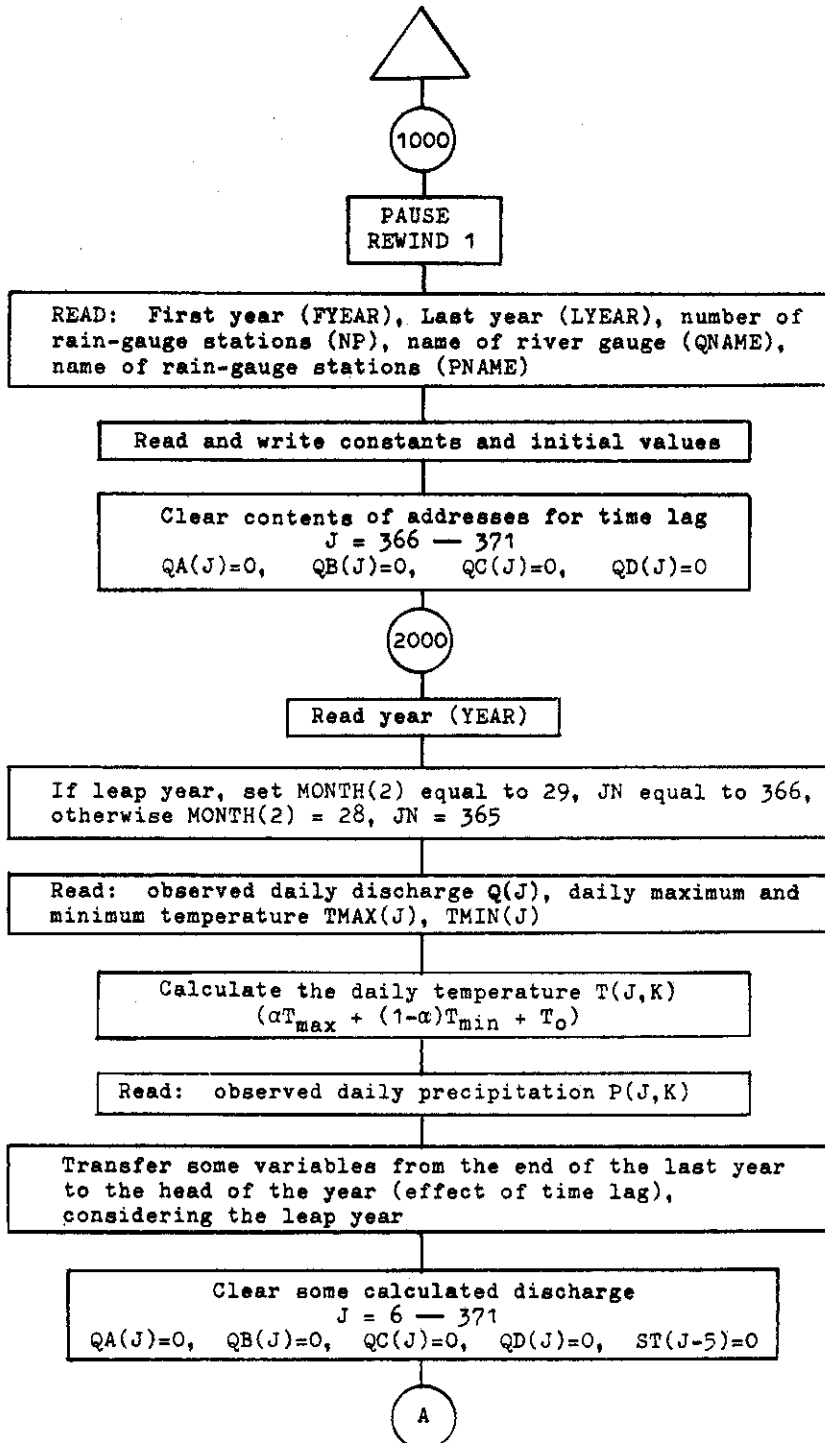 1000
PAUSE
REWIND 1
READ: First year (FYEAR), Last year (LYEAR), number of
rain-gauge stations (NP), name of river gauge (QNAME),
name of rain-gauge stations (PNAME)
Read and write constants and initial values
Clear contents of addresses for time lag
J = 366 — 371
QA(J)=0, QB(J)=0, QC(J)=0, QD(J)=0
2000
Read year (YEAR)
If leap year, set MONTH(2) equal to 29, JN equal to 366,
otherwise MONTH(2) = 28, JN = 365
Read: observed daily discharge Q(J), daily maximum and
minimum temperature TMAX(J), TMIN(J)
Calculate the daily temperature T(J,K)
(αTmax + (1-α)Tmin + To)
Read: observed daily precipitation P(J,K)
Transfer some variables from the end of the last year
to the head of the year (effect of time lag),
considering the leap year
Clear some calculated discharge
J = 6 — 371
QA(J)=0, QB(J)=0, QC(J)=0, QD(J)=0, ST(J-5)=0
A